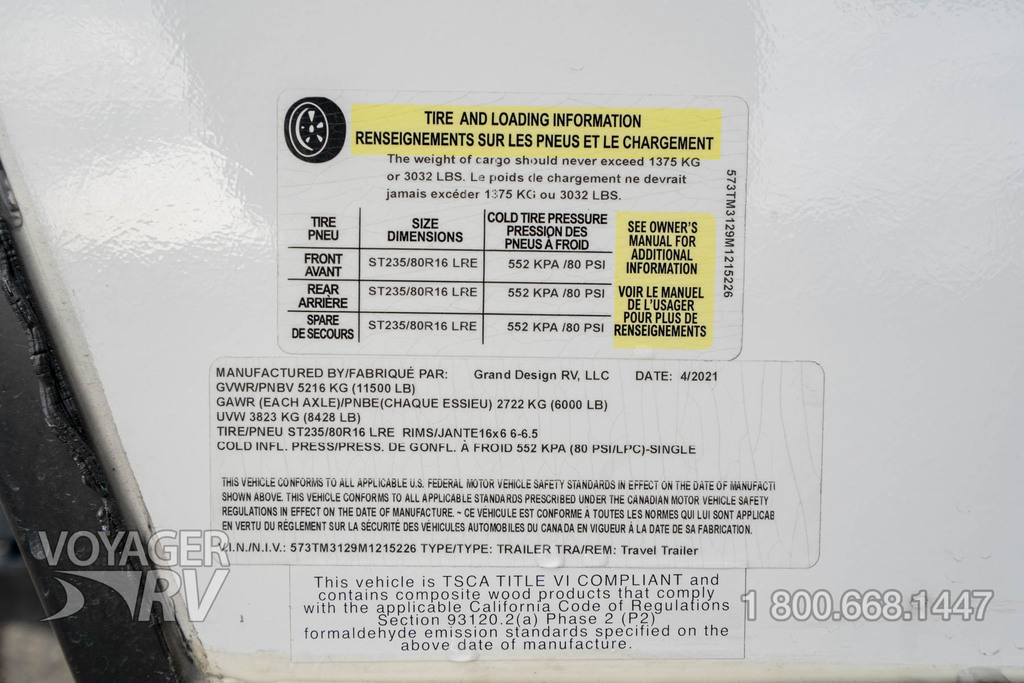 TIRE AND LOADING INFORMATION
RENSEIGNEMENTS SUR LES PNEUS ET LE CHARGEMENT
The weight of cargo should never exceed 1375 KG
or 3032 LBS. Le poids de chargement ne devrait
jamais excéder 1375 KG ou 3032 LBS.
573TM3129M1215226
TIRE
PNEU
SIZE
DIMENSIONS
COLD TIRE PRESSURE
PRESSION DES
PNEUS À FROID
FRONT
AVANT
ST235/80R16 LRE
552 KPA /80 PSI
REAR
ARRIÈRE
ST235/80R16 LRE
552 KPA /80 PSI
SPARE
DE SECOURS
ST235/80R16 LRE
552 KPA /80 PSI
SEE OWNER'S
MANUAL FOR
ADDITIONAL
INFORMATION
VOIR LE MANUEL
DE L'USAGER
POUR PLUS DE
RENSEIGNEMENTS
MANUFACTURED BY/FABRIQUÉ PAR: Grand Design RV, LLC DATE: 4/2021
GVWR/PNBV 5216 KG (11500 LB)
GAWR (EACH AXLE)/PNBE(CHAQUE ESSIEU) 2722 KG (6000 LB)
UVW 3823 KG (8428 LB)
TIRE/PNEU ST235/80R16 LRE RIMS/JANTE16x6 6-6.5
COLD INFL. PRESS/PRESS. DE GONFL. À FROID 552 KPA (80 PSI/LPC)-SINGLE
THIS VEHICLE CONFORMS TO ALL APPLICABLE U.S. FEDERAL MOTOR VEHICLE SAFETY STANDARDS IN EFFECT ON THE DATE OF MANUFACTI
SHOWN ABOVE. THIS VEHICLE CONFORMS TO ALL APPLICABLE STANDARDS PRESCRIBED UNDER THE CANADIAN MOTOR VEHICLE SAFETY
REGULATIONS IN EFFECT ON THE DATE OF MANUFACTURE. ~ CE VÉHICULE EST CONFORME A TOUTES LES NORMES QUI LUI SONT APPLICAB
EN VERTU DU RÉGLEMENT SUR LA SÉCURITÉ DES VÉHICULES AUTOMOBILES DU CANADA EN VIGUEUR À LA DATE DE SA FABRICATION.
V.I.N./N.I.V.: 573TM3129M1215226 TYPE/TYPE: TRAILER TRA/REM: Travel Trailer
This vehicle is TSCA TITLE VI COMPLIANT and
contains composite wood products that comply
with the applicable California Code of Regulations
Section 93120.2(a) Phase 2 (P2)
formaldehyde emission standards specified on the
above date of manufacture.
VOYAGER
RV
1 800.668.1447